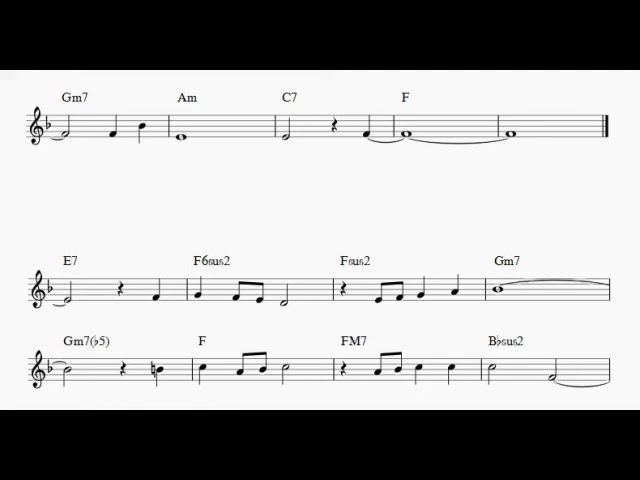 Gm7 Am C7 F
E7 F6sus2 Fsus2 Gm7
Gm7(♭5) F FM7 B♭sus2